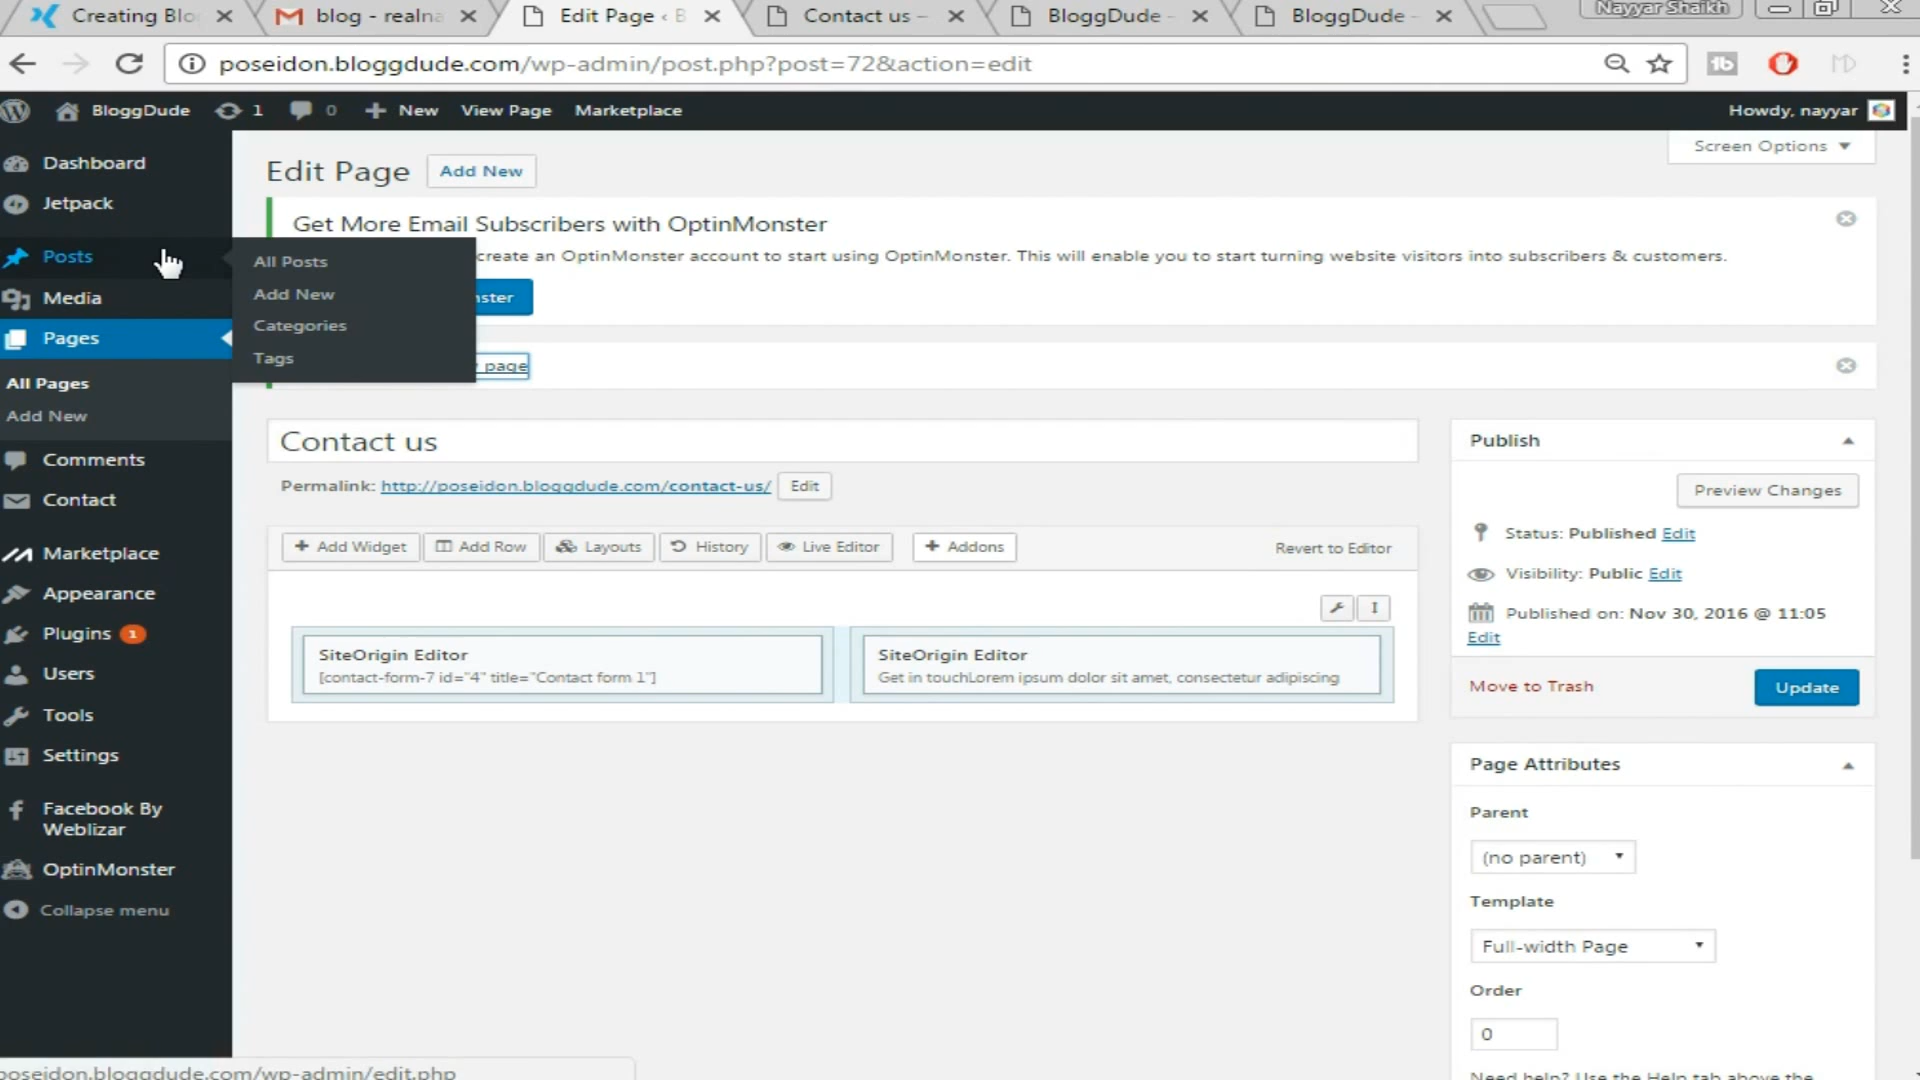 Creating Blo
blog - realna
Edit Page ‹ B
Contact us -
BloggDude -
BloggDude -
Nayyar Shaikh
poseidon.bloggdude.com/wp-admin/post.php?post=72&action=edit
BloggDude
1
0
New
View Page
Marketplace
Howdy, nayyar
Dashboard
Jetpack
Posts
Media
Pages
All Pages
Add New
Comments
Contact
Marketplace
Appearance
Plugins 1
Users
Tools
Settings
Facebook By
Weblizar
OptinMonster
Collapse menu
All Posts
Add New
Categories
Tags
Screen Options
Edit Page
Add New
Get More Email Subscribers with OptinMonster
create an OptinMonster account to start using OptinMonster. This will enable you to start turning website visitors into subscribers & customers.
nster
page
Contact us
Permalink: http://poseidon.bloggdude.com/contact-us/ Edit
+ Add Widget
Add Row
Layouts
History
Live Editor
+ Addons
Revert to Editor
SiteOrigin Editor
[contact-form-7 id="4" title="Contact form 1"]
SiteOrigin Editor
Get in touchLorem ipsum dolor sit amet, consectetur adipiscing
Publish
Preview Changes
Status: Published Edit
Visibility: Public Edit
Published on: Nov 30, 2016 @ 11:05
Edit
Move to Trash
Update
Page Attributes
Parent
(no parent)
Template
Full-width Page
Order
0
Need help? Use the Help tab above the
poseidon.bloggdude.com/wp-admin/edit.php